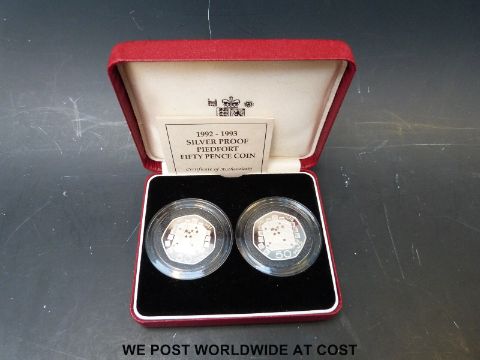 1992 - 1993
SILVER PROOF
PIEDFORT
FIFTY PENCE COIN
Certificate of Authenticity
50
WE POST WORLDWIDE AT COST